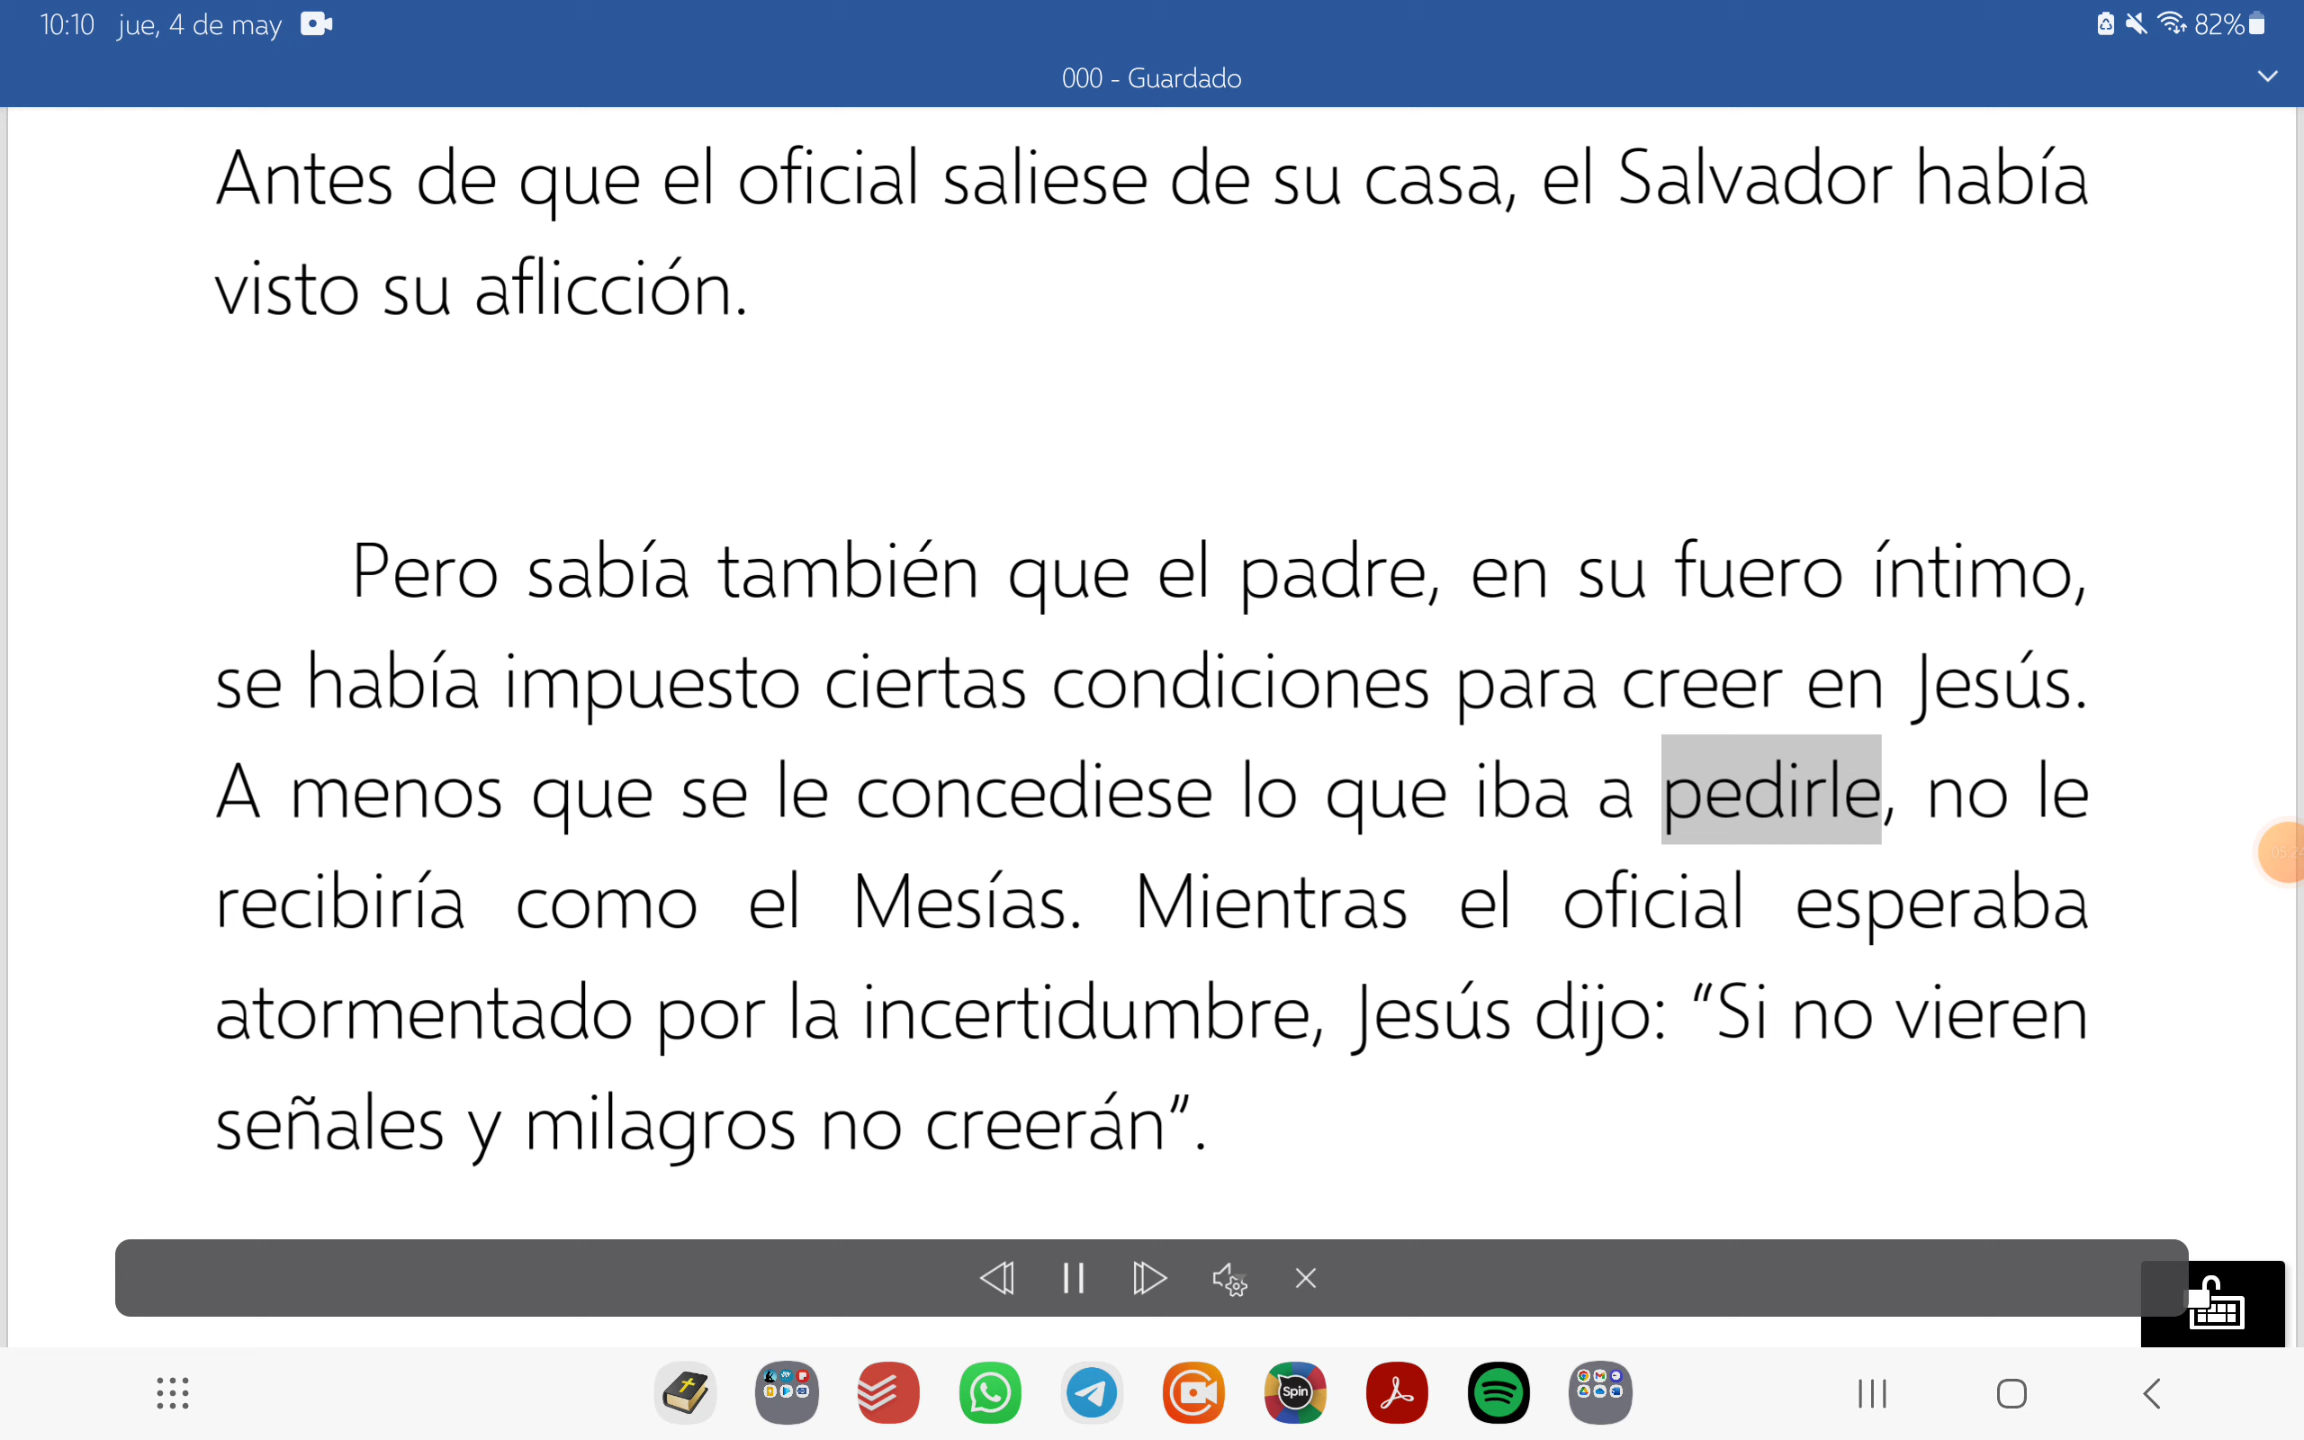 10:10 jue, 4 de may 82%
000 - Guardado
Antes de que el oficial saliese de su casa, el Salvador había
visto su aflicción.
Pero sabía también que el padre, en su fuero íntimo,
se había impuesto ciertas condiciones para creer en Jesús.
A menos que se le concediese lo que iba a pedirle, no le
recibiría como el Mesías. Mientras el oficial esperaba
atormentado por la incertidumbre, Jesús dijo: “Si no vieren
señales y milagros no creerán”.
Spin